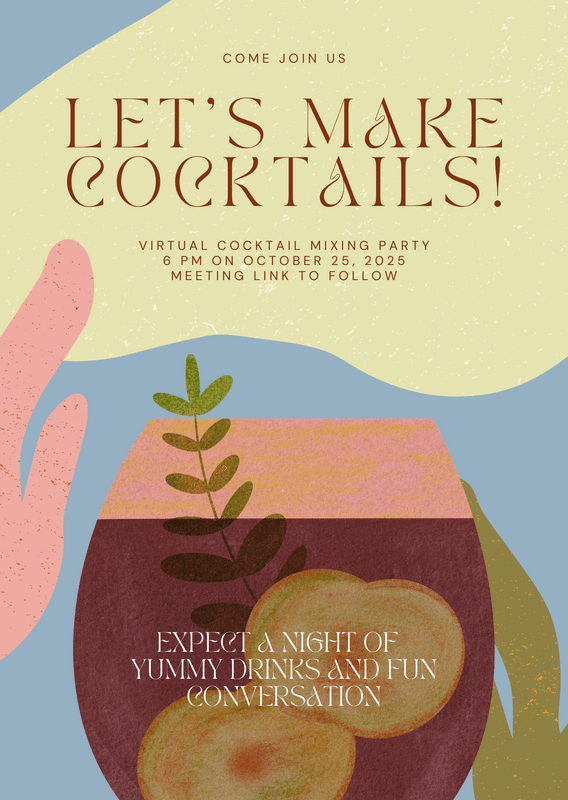 COME JOIN US
LET'S MAKE
COCKTAILS!
VIRTUAL COCKTAIL MIXING PARTY
6 PM ON OCTOBER 25, 2025
MEETING LINK TO FOLLOW
EXPECT A NIGHT OF
YUMMY DRINKS AND FUN
CONVERSATION